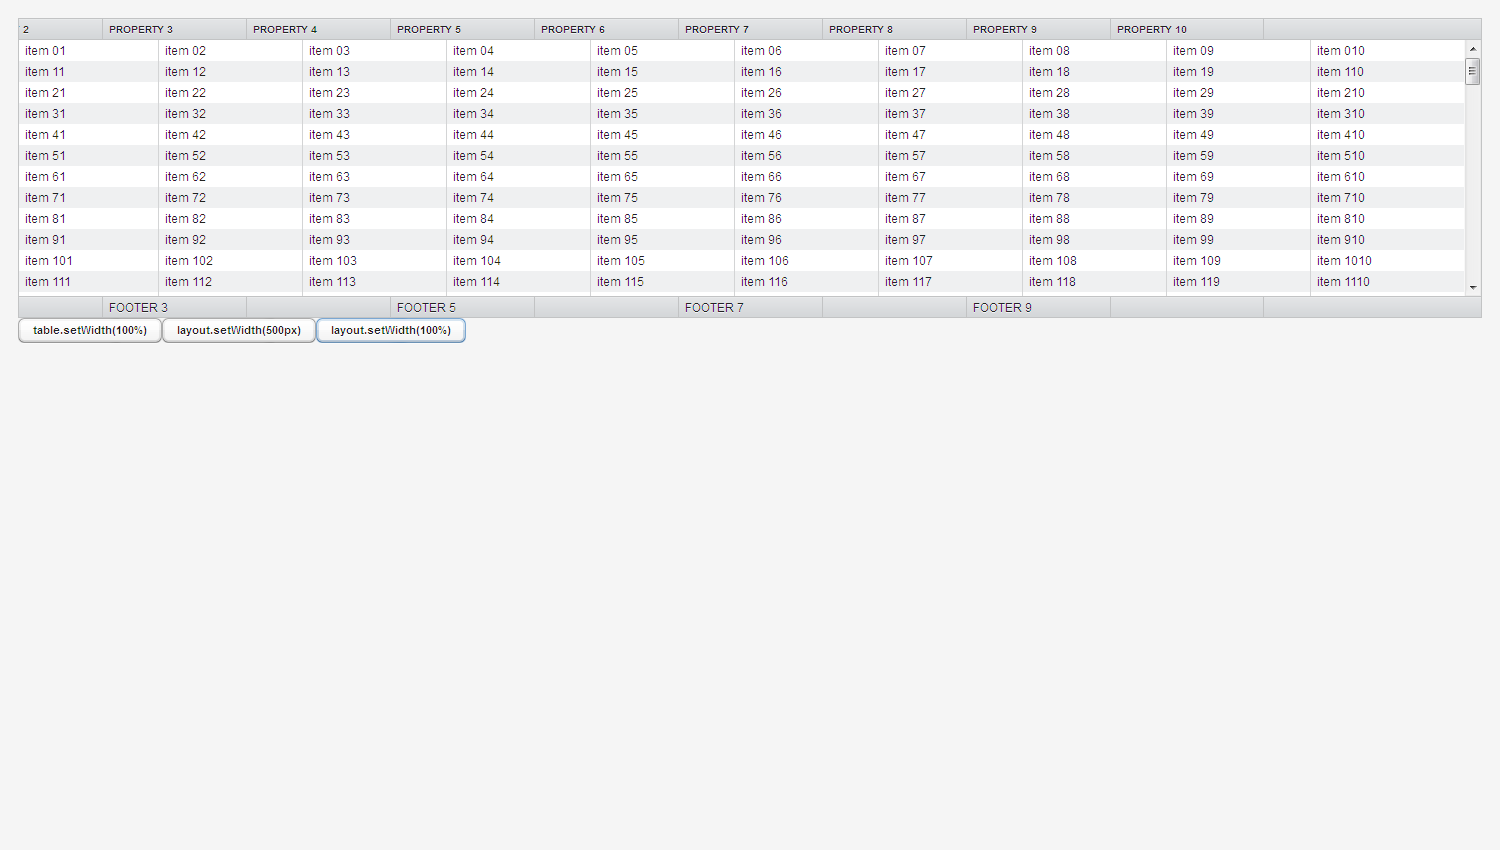 2 PROPERTY 3 PROPERTY 4 PROPERTY 5 PROPERTY 6 PROPERTY 7 PROPERTY 8 PROPERTY 9 PROPERTY 10
item 01 item 02 item 03 item 04 item 05 item 06 item 07 item 08 item 09 item 010
item 11 item 12 item 13 item 14 item 15 item 16 item 17 item 18 item 19 item 110
item 21 item 22 item 23 item 24 item 25 item 26 item 27 item 28 item 29 item 210
item 31 item 32 item 33 item 34 item 35 item 36 item 37 item 38 item 39 item 310
item 41 item 42 item 43 item 44 item 45 item 46 item 47 item 48 item 49 item 410
item 51 item 52 item 53 item 54 item 55 item 56 item 57 item 58 item 59 item 510
item 61 item 62 item 63 item 64 item 65 item 66 item 67 item 68 item 69 item 610
item 71 item 72 item 73 item 74 item 75 item 76 item 77 item 78 item 79 item 710
item 81 item 82 item 83 item 84 item 85 item 86 item 87 item 88 item 89 item 810
item 91 item 92 item 93 item 94 item 95 item 96 item 97 item 98 item 99 item 910
item 101 item 102 item 103 item 104 item 105 item 106 item 107 item 108 item 109 item 1010
item 111 item 112 item 113 item 114 item 115 item 116 item 117 item 118 item 119 item 1110
FOOTER 3 FOOTER 5 FOOTER 7 FOOTER 9
table.setWidth(100%) layout.setWidth(500px) layout.setWidth(100%)